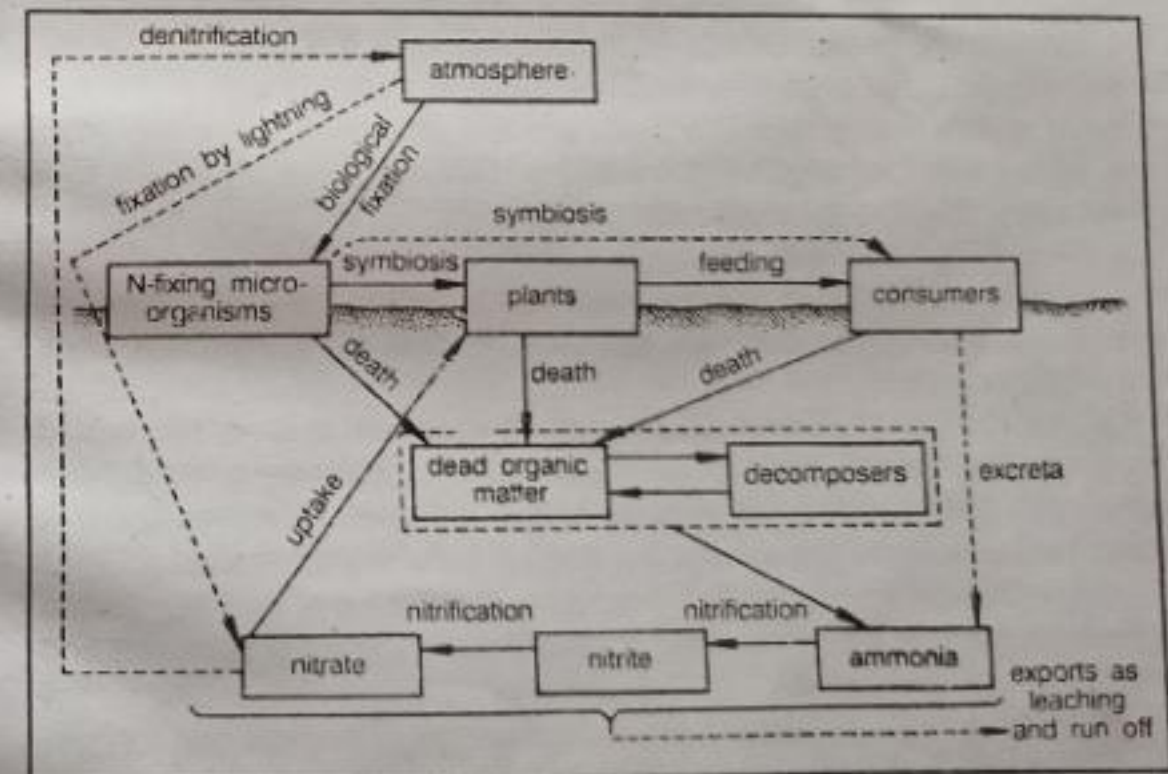 denitrification
atmosphere
fixation by lightning
biological
fixation
symbiosis
N-fixing micro-
organisms
symbiosis
plants
feeding
consumers
death
death
death
dead organic
matter
decomposers
excreta
uptake
nitrification
nitrification
nitrate
nitrite
ammonia
exports as
leaching
and run off